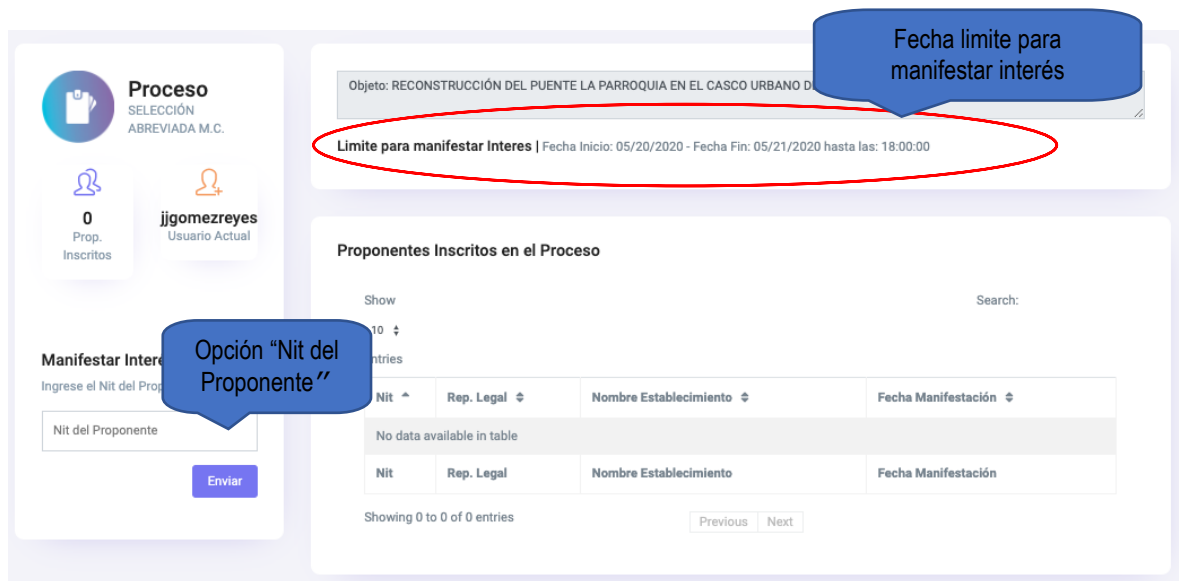 Fecha limite para
manifestar interés
Proceso
SELECCIÓN
ABREVIADA M.C.
0
Prop.
Inscritos
jjgomezreyes
Usuario Actual
Objeto: RECONSTRUCCIÓN DEL PUENTE LA PARROQUIA EN EL CASCO URBANO
Limite para manifestar Interes | Fecha Inicio: 05/20/2020 - Fecha Fin: 05/21/2020 hasta las: 18:00:00
Manifestar
Ingrese el Nit del
Opción “Nit del
Proponente”
Nit del Proponente
Enviar
Proponentes Inscritos en el Proceso
Show
Search:
10
Nit Rep. Legal Nombre Establecimiento Fecha Manifestación
No data available in table
Nit Rep. Legal Nombre Establecimiento Fecha Manifestación
Showing 0 to 0 of 0 entries
Previous Next